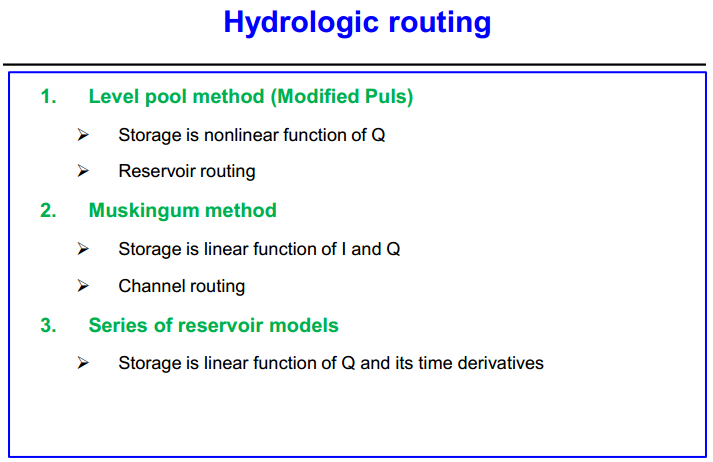 Hydrologic routing
1. Level pool method (Modified Puls)
➢ Storage is nonlinear function of Q
➢ Reservoir routing
2. Muskingum method
➢ Storage is linear function of I and Q
➢ Channel routing
3. Series of reservoir models
➢ Storage is linear function of Q and its time derivatives